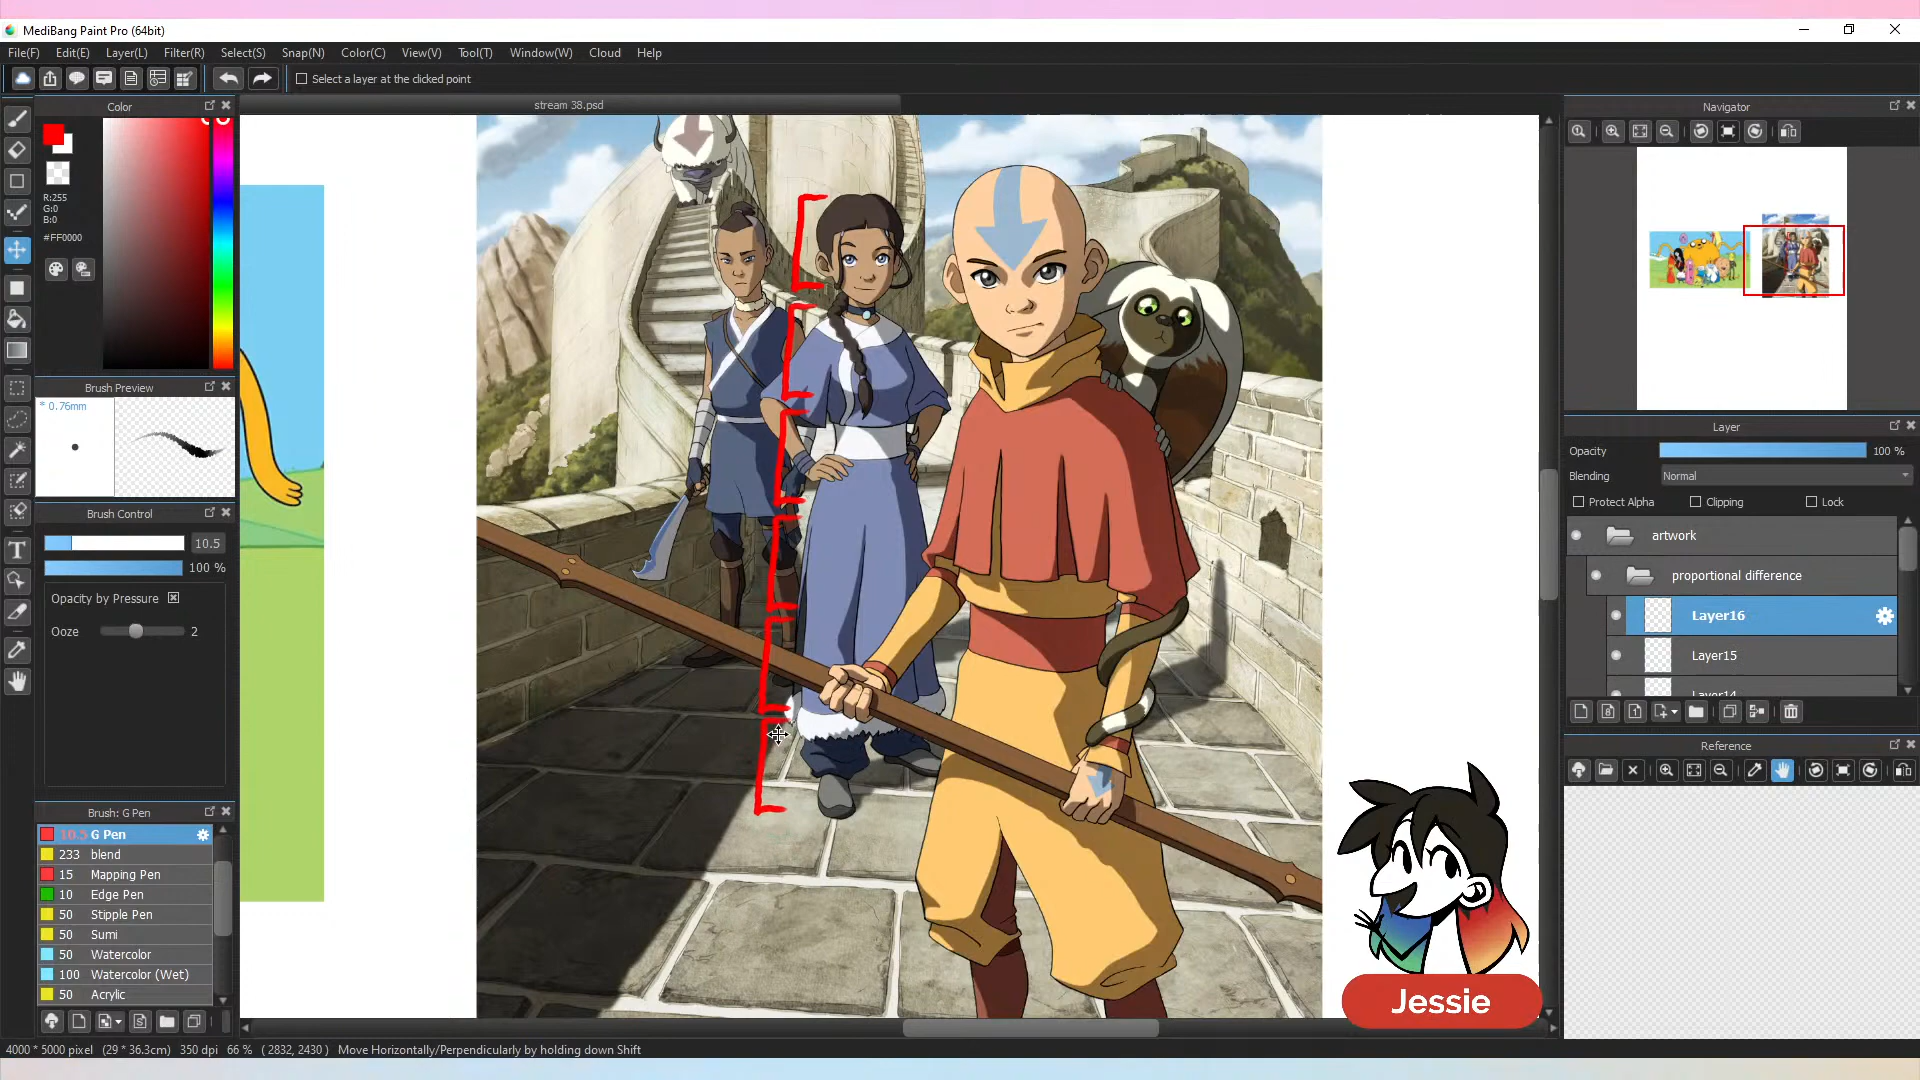 MediBang Paint Pro (64bit)
File(F) Edit(E) Layer(L) Filter(R) Select(S) Snap(N) Color(C) View(V) Tool(T) Window(W) Cloud Help
Select a layer at the clicked point
Color
stream 38.psd
Navigator
R:255
G:0
B:0
#FF0000
Brush Preview
* 0.76mm
Layer
Opacity 100 %
Blending Normal
Protect Alpha Clipping Lock
Brush Control
10.5
100 %
Opacity by Pressure
Ooze 2
artwork
proportional difference
Layer16
Layer15
Layer14
Reference
Brush: G Pen
10.5 G Pen
233 blend
15 Mapping Pen
10 Edge Pen
50 Stipple Pen
50 Sumi
50 Watercolor
100 Watercolor (Wet)
50 Acrylic
Jessie
4000 * 5000 pixel (29 * 36.3cm) 350 dpi 66 % ( 2832, 2430 ) Move Horizontally/Perpendicularly by holding down Shift